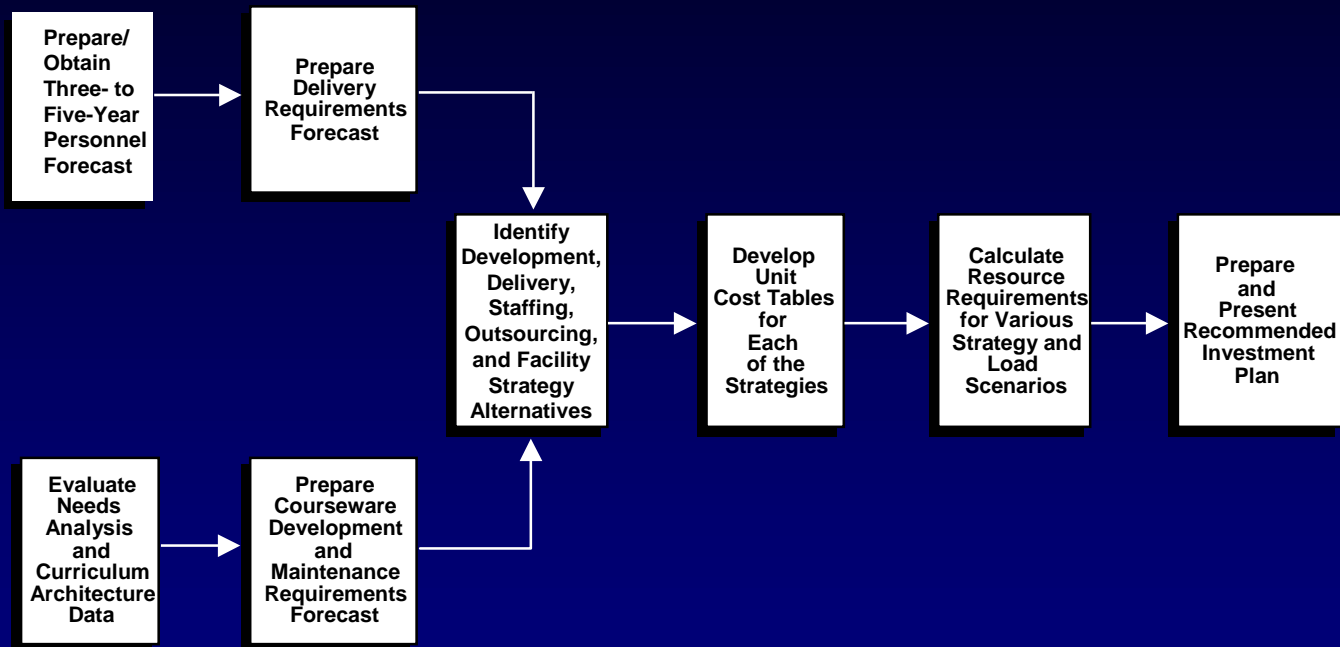 Prepare/
Obtain
Three- to
Five-Year
Personnel
Forecast
Prepare
Delivery
Requirements
Forecast
Identify
Development,
Delivery,
Staffing,
Outsourcing,
and Facility
Strategy
Alternatives
Develop
Unit
Cost Tables
for
Each
of the
Strategies
Calculate
Resource
Requirements
for Various
Strategy and
Load
Scenarios
Prepare
and
Present
Recommended
Investment
Plan
Evaluate
Needs
Analysis
and
Curriculum
Architecture
Data
Prepare
Courseware
Development
and
Maintenance
Requirements
Forecast